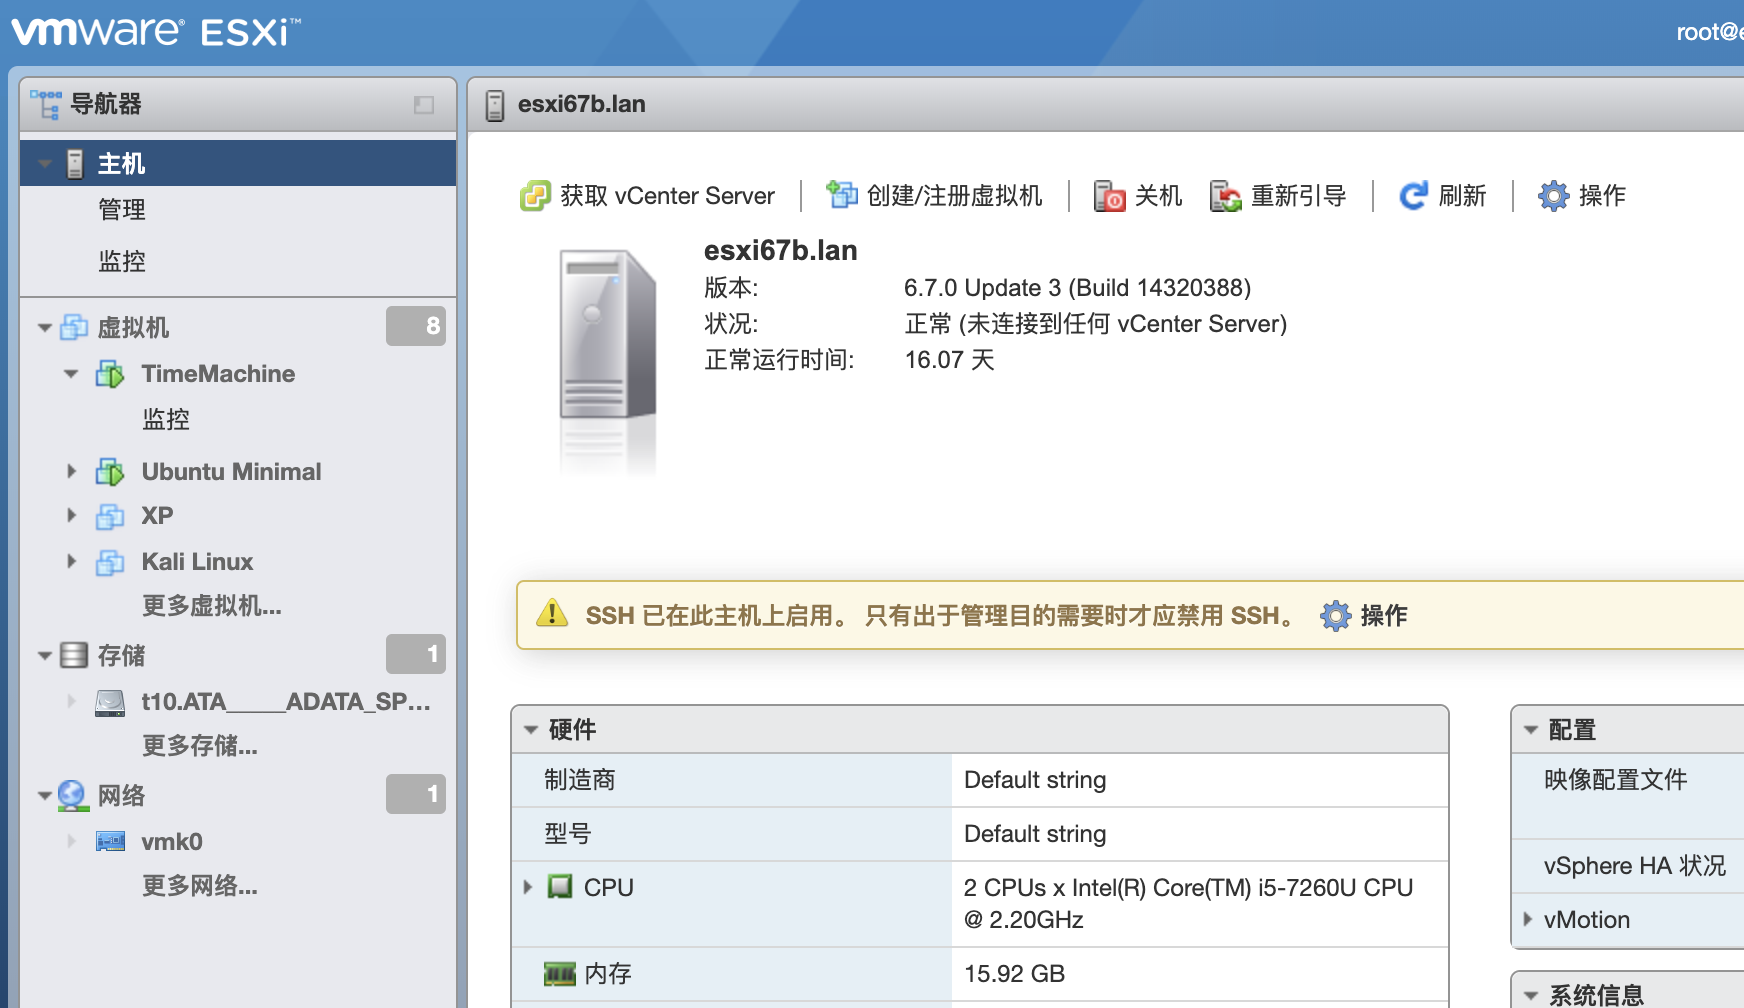 vmware® ESXi™
root@e
导航器
主机
管理
监控
虚拟机 8
TimeMachine
监控
Ubuntu Minimal
XP
Kali Linux
更多虚拟机...
存储 1
t10.ATA_____ADATA_SP...
更多存储...
网络 1
vmk0
更多网络...
esxi67b.lan
获取 vCenter Server
创建/注册虚拟机
关机
重新引导
刷新
操作
esxi67b.lan
版本: 6.7.0 Update 3 (Build 14320388)
状况: 正常 (未连接到任何 vCenter Server)
正常运行时间: 16.07 天
SSH 已在此主机上启用。 只有出于管理目的需要时才应禁用 SSH。 操作
硬件
制造商 Default string
型号 Default string
CPU 2 CPUs x Intel(R) Core(TM) i5-7260U CPU
@ 2.20GHz
内存 15.92 GB
配置
映像配置文件
vSphere HA 状况
vMotion
系统信息